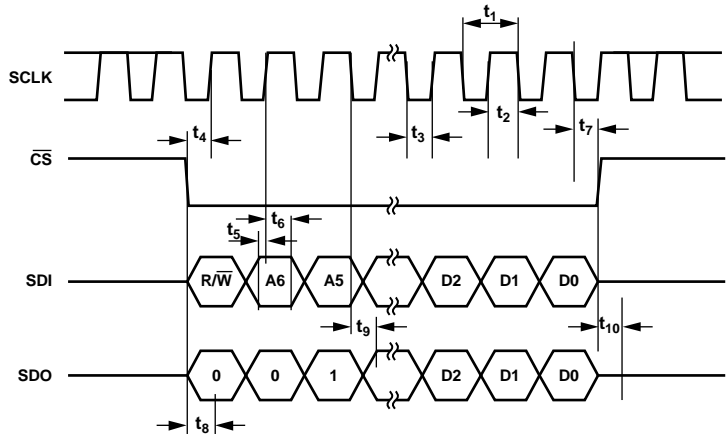 t1
SCLK
t4
t3
t2
t7
CS
t5
t6
SDI
R/W
A6
A5
D2
D1
D0
t9
t10
SDO
0
0
1
D2
D1
D0
t8